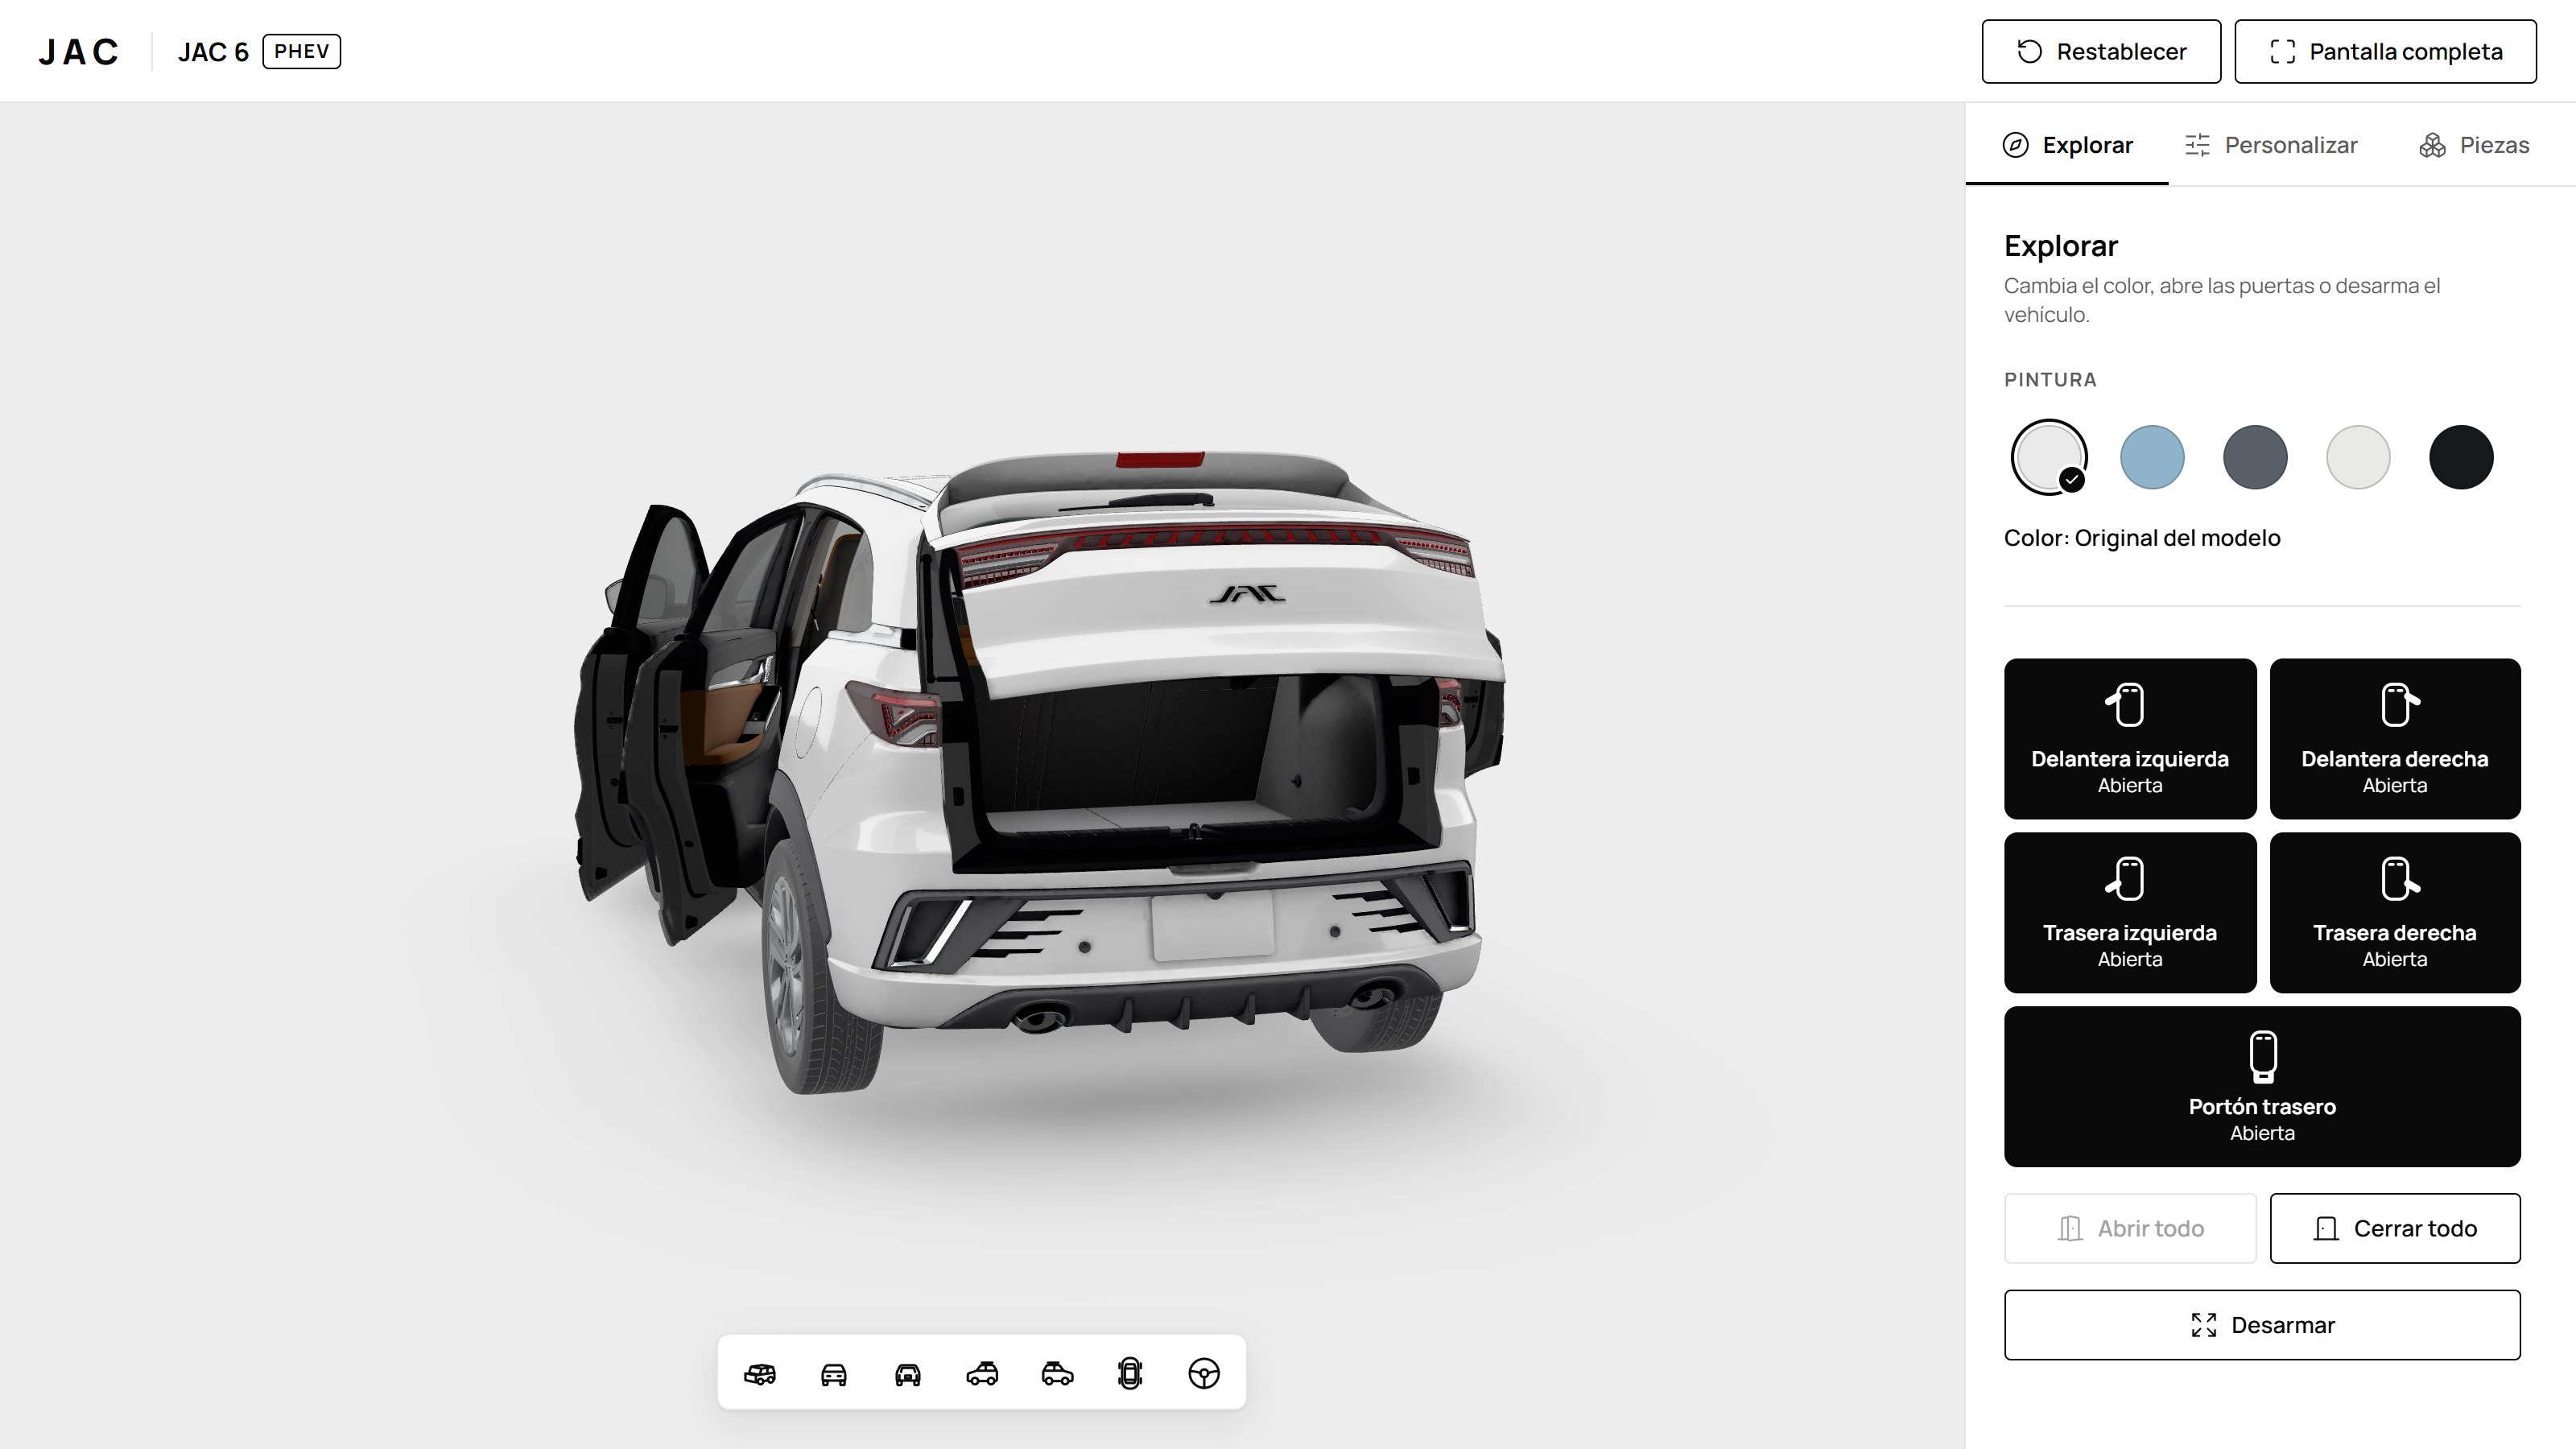 JAC
JAC 6 PHEV
Restablecer
Pantalla completa
Explorar
Personalizar
Piezas
Explorar
Cambia el color, abre las puertas o desarma el
vehículo.
PINTURA
Color: Original del modelo
JAC
Delantera izquierda
Abierta
Delantera derecha
Abierta
Trasera izquierda
Abierta
Trasera derecha
Abierta
Portón trasero
Abierta
Abrir todo
Cerrar todo
Desarmar